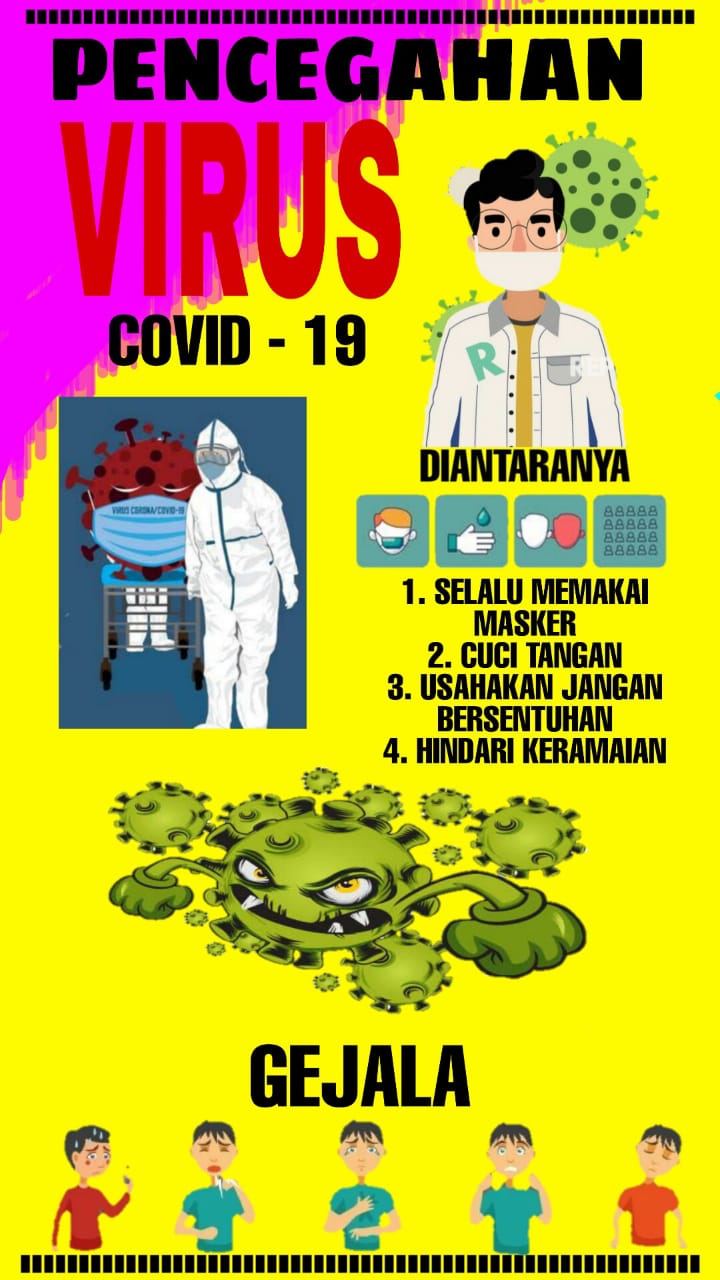 PENCEGAHAN
VIRUS
COVID - 19
R
REP
VIRUS CORONA/COVID-19
DIANTARANYA
1. SELALU MEMAKAI
MASKER
2. CUCI TANGAN
3. USAHAKAN JANGAN
BERSENTUHAN
4. HINDARI KERAMAIAN
GEJALA